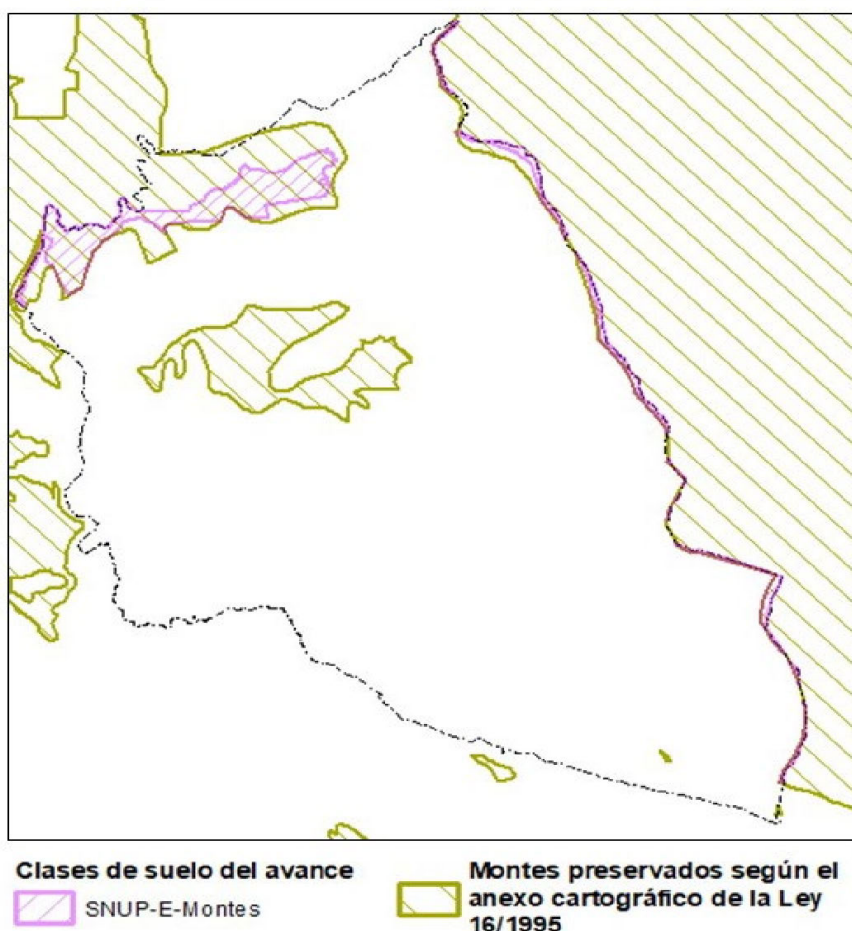 Clases de suelo del avance
SNUP-E-Montes
Montes preservados según el
anexo cartográfico de la Ley
16/1995